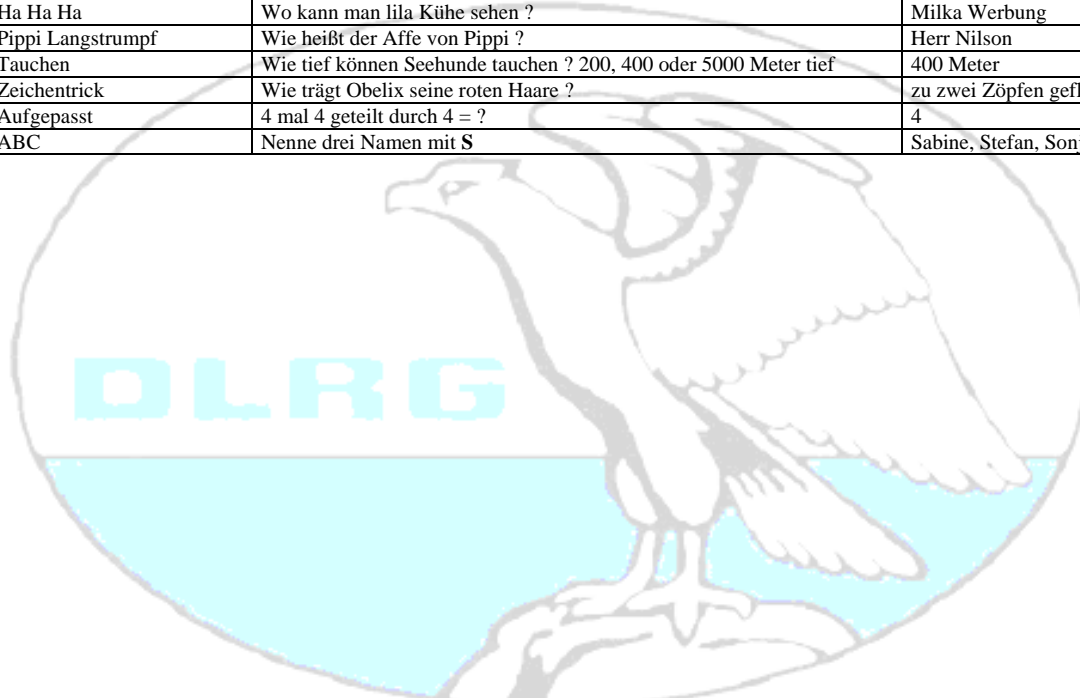 Ha Ha Ha Wo kann man lila Kühe sehen ? Milka Werbung
Pippi Langstrumpf Wie heißt der Affe von Pippi ? Herr Nilson
Tauchen Wie tief können Seehunde tauchen ? 200, 400 oder 5000 Meter tief 400 Meter
Zeichentrick Wie trägt Obelix seine roten Haare ? zu zwei Zöpfen
Aufgepasst 4 mal 4 geteilt durch 4 = ? 4
ABC Nenne drei Namen mit S Sabine, Stefan,
DLRG